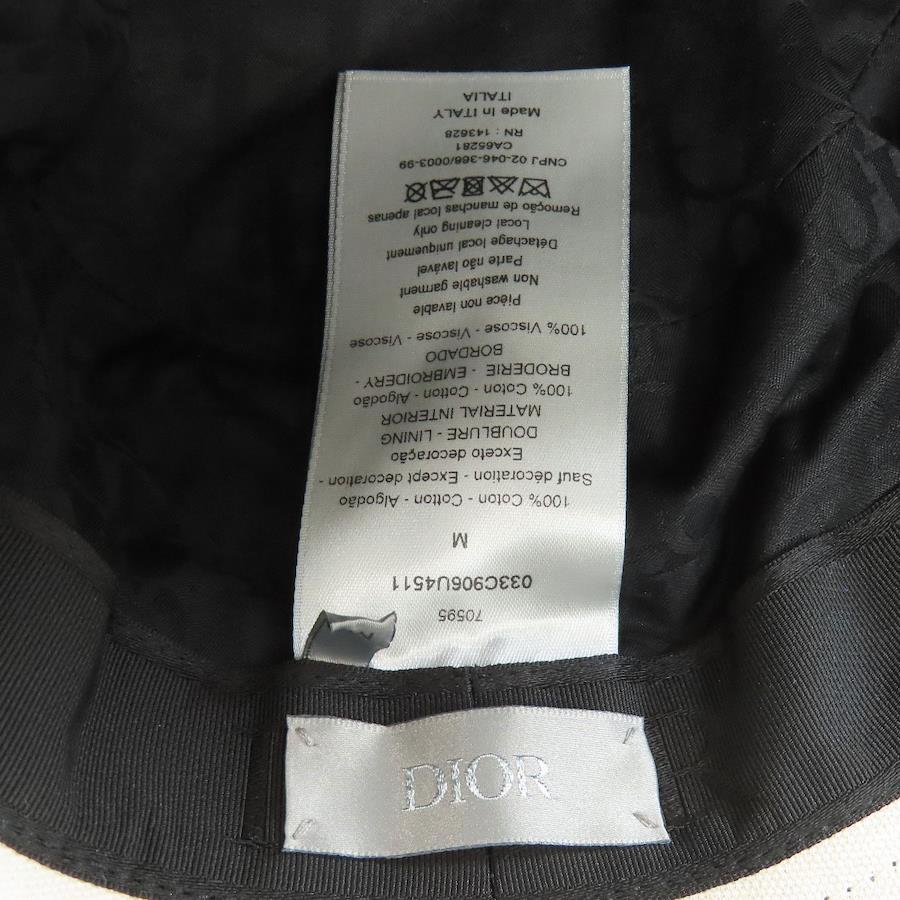 70595
033C906U4511
M
100% Coton - Cotton - Algodão
Sauf décoration - Except decoration -
Exceto decoração
DOUBLURE - LINING
MATERIAL INTERIOR
100% Coton - Cotton - Algodão
BRODERIE - EMBROIDERY -
BORDADO
100% Viscose - Viscose - Viscose
Pièce non lavable
Non washable garment
Parte não lavável
Détachage local uniquement
Local cleaning only
Remoção de manchas local apenas
CNPJ 02-046-366/0003-99
CA65281
RN : 143628
Made In ITALY
ITALIA
DIOR